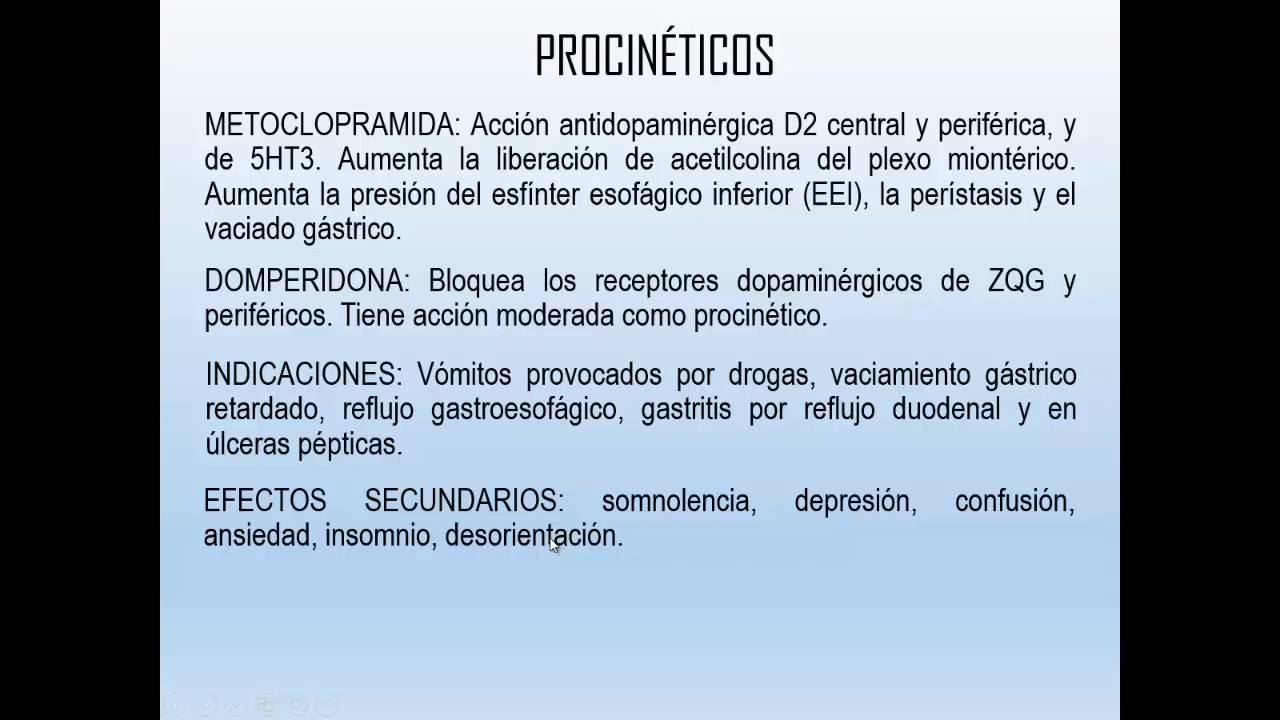 PROCINÉTICOS
METOCLOPRAMIDA: Acción antidopaminérgica D2 central y periférica, y
de 5HT3. Aumenta la liberación de acetilcolina del plexo miontérico.
Aumenta la presión del esfínter esofágico inferior (EEI), la perístasis y el
vaciado gástrico.
DOMPERIDONA: Bloquea los receptores dopaminérgicos de ZQG y
periféricos. Tiene acción moderada como procinético.
INDICACIONES: Vómitos provocados por drogas, vaciamiento gástrico
retardado, reflujo gastroesofágico, gastritis por reflujo duodenal y en
úlceras pépticas.
EFECTOS SECUNDARIOS: somnolencia, depresión, confusión,
ansiedad, insomnio, desorientación.